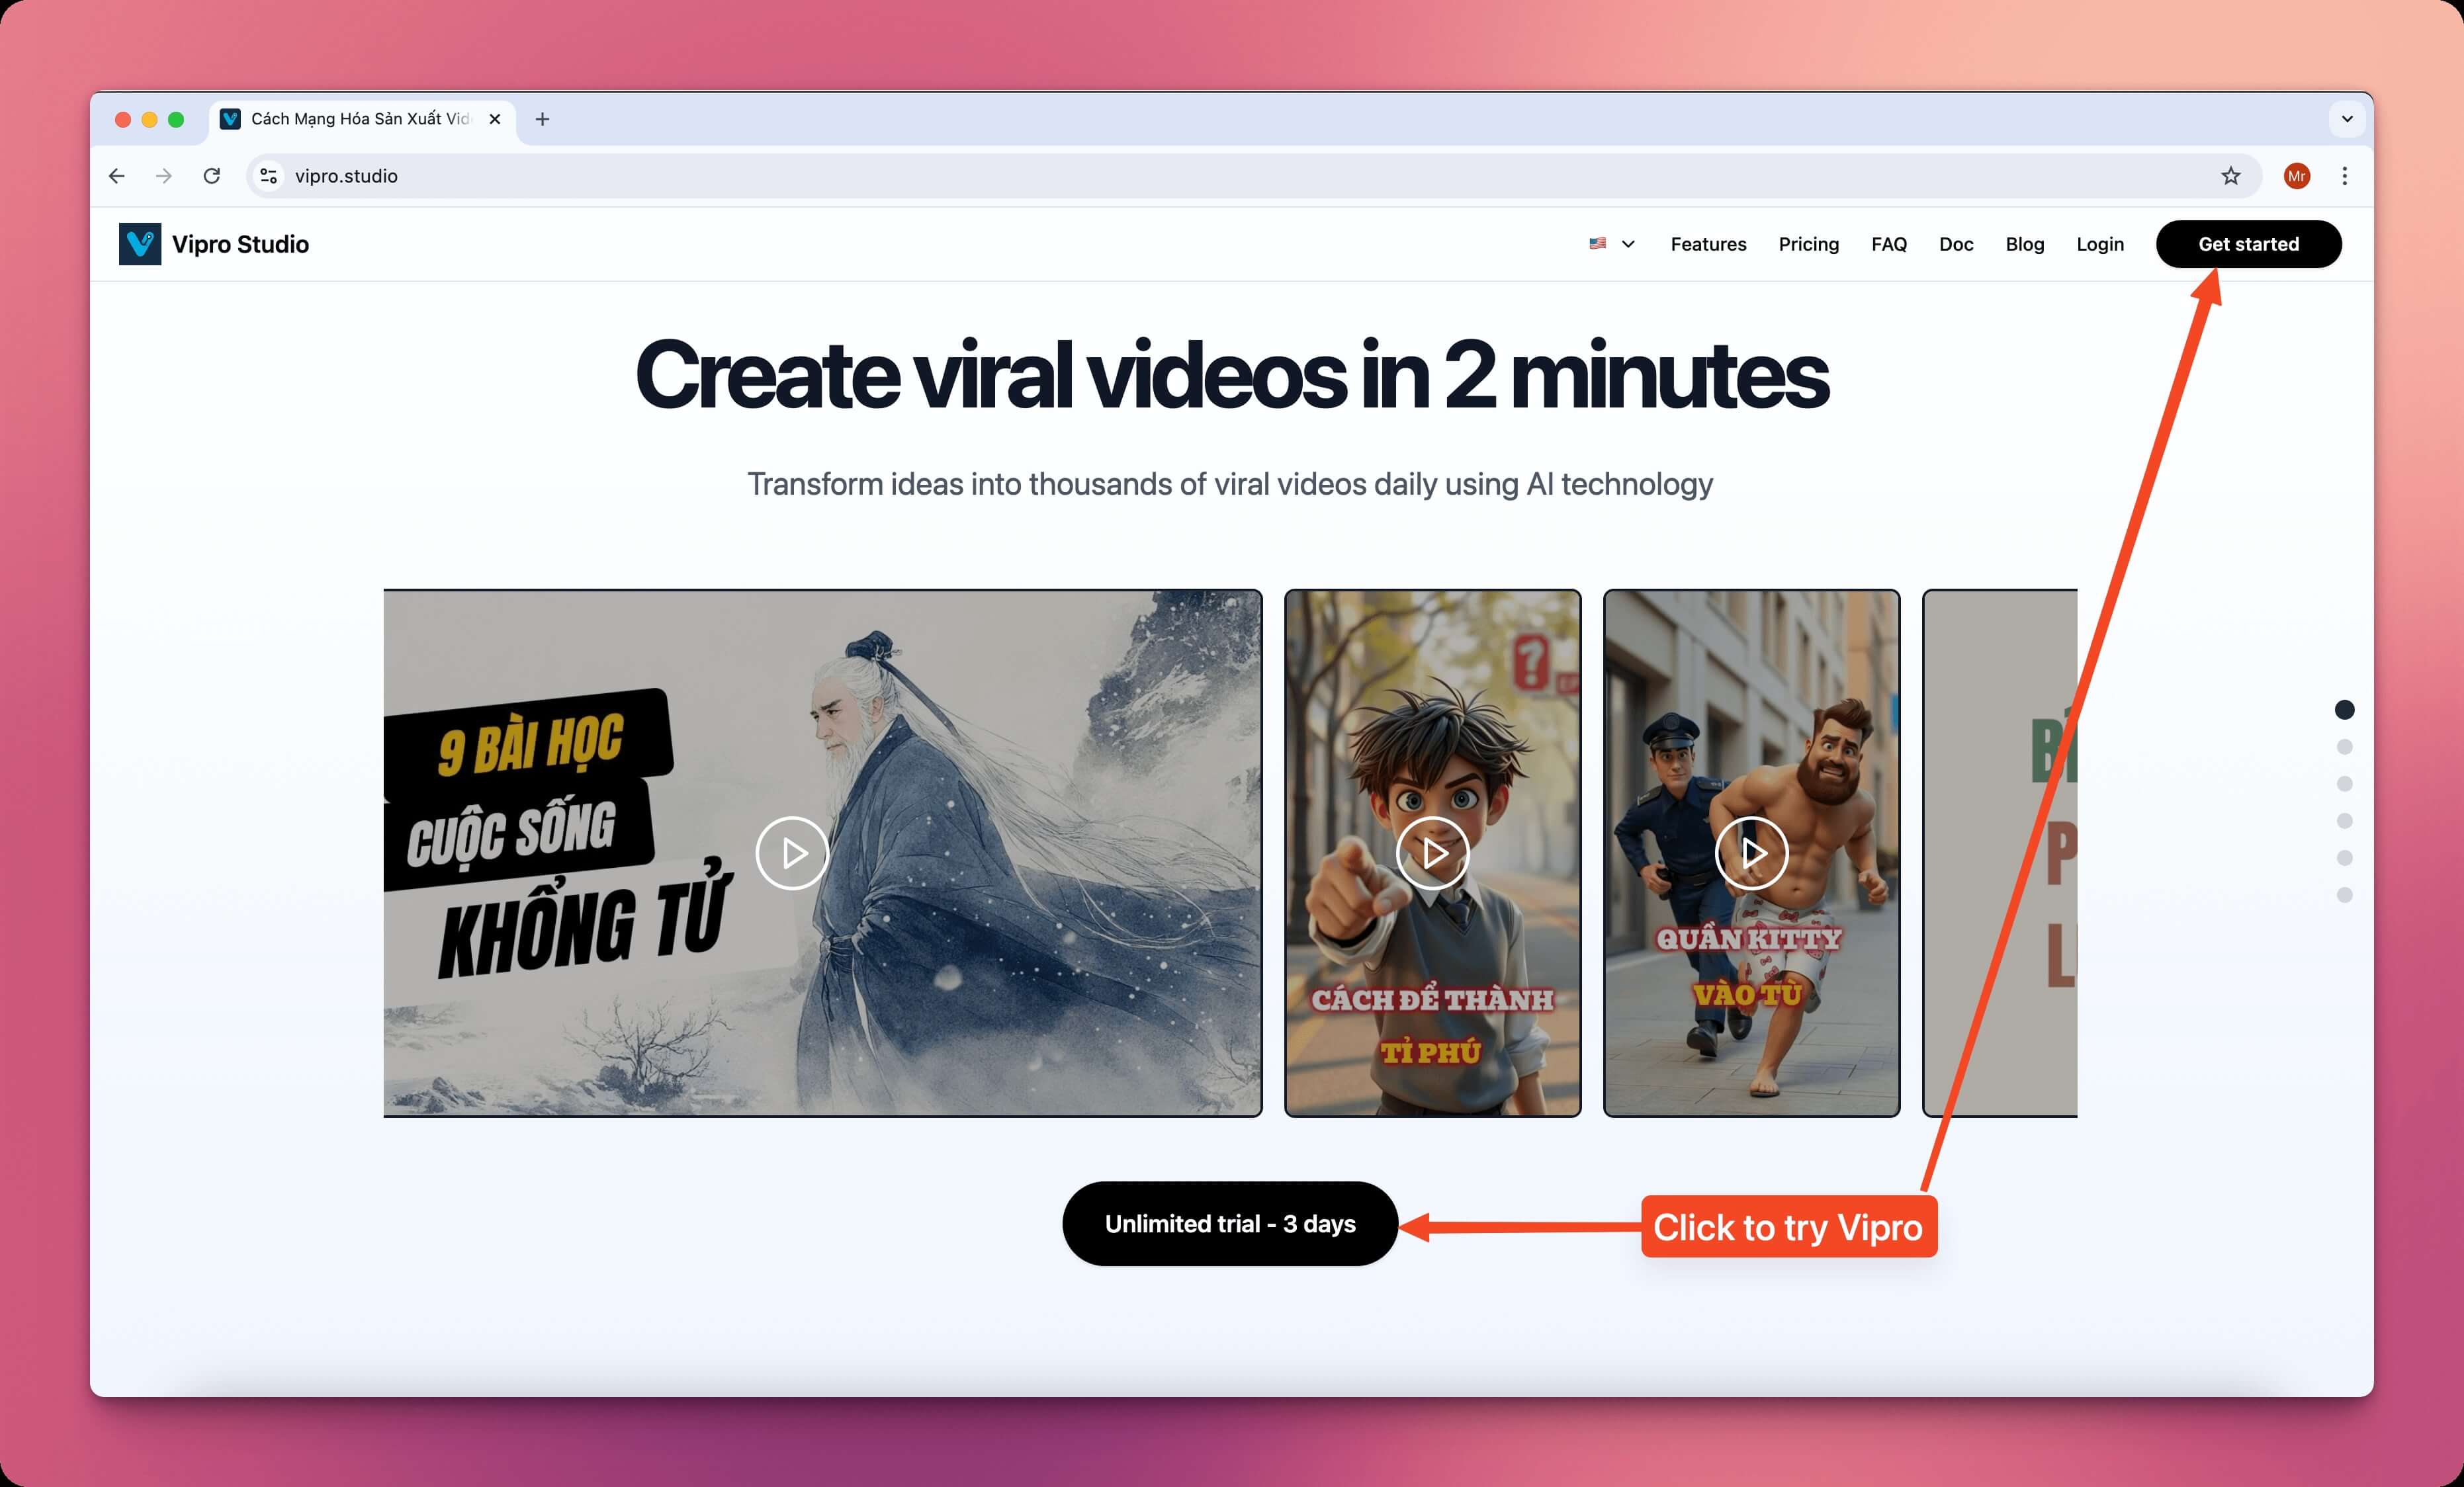 Cách Mạng Hóa Sản Xuất Vid
vipro.studio
Mr
Vipro Studio
Features
Pricing
FAQ
Doc
Blog
Login
Get started
Create viral videos in 2 minutes
Transform ideas into thousands of viral videos daily using AI technology
9 BÀI HỌC
CUỘC SỐNG
KHỔNG TỬ
?
CÁCH ĐỂ THÀNH
TỈ PHÚ
QUẦN KITTY
VÀO TÙ
P
L
Unlimited trial - 3 days
Click to try Vipro